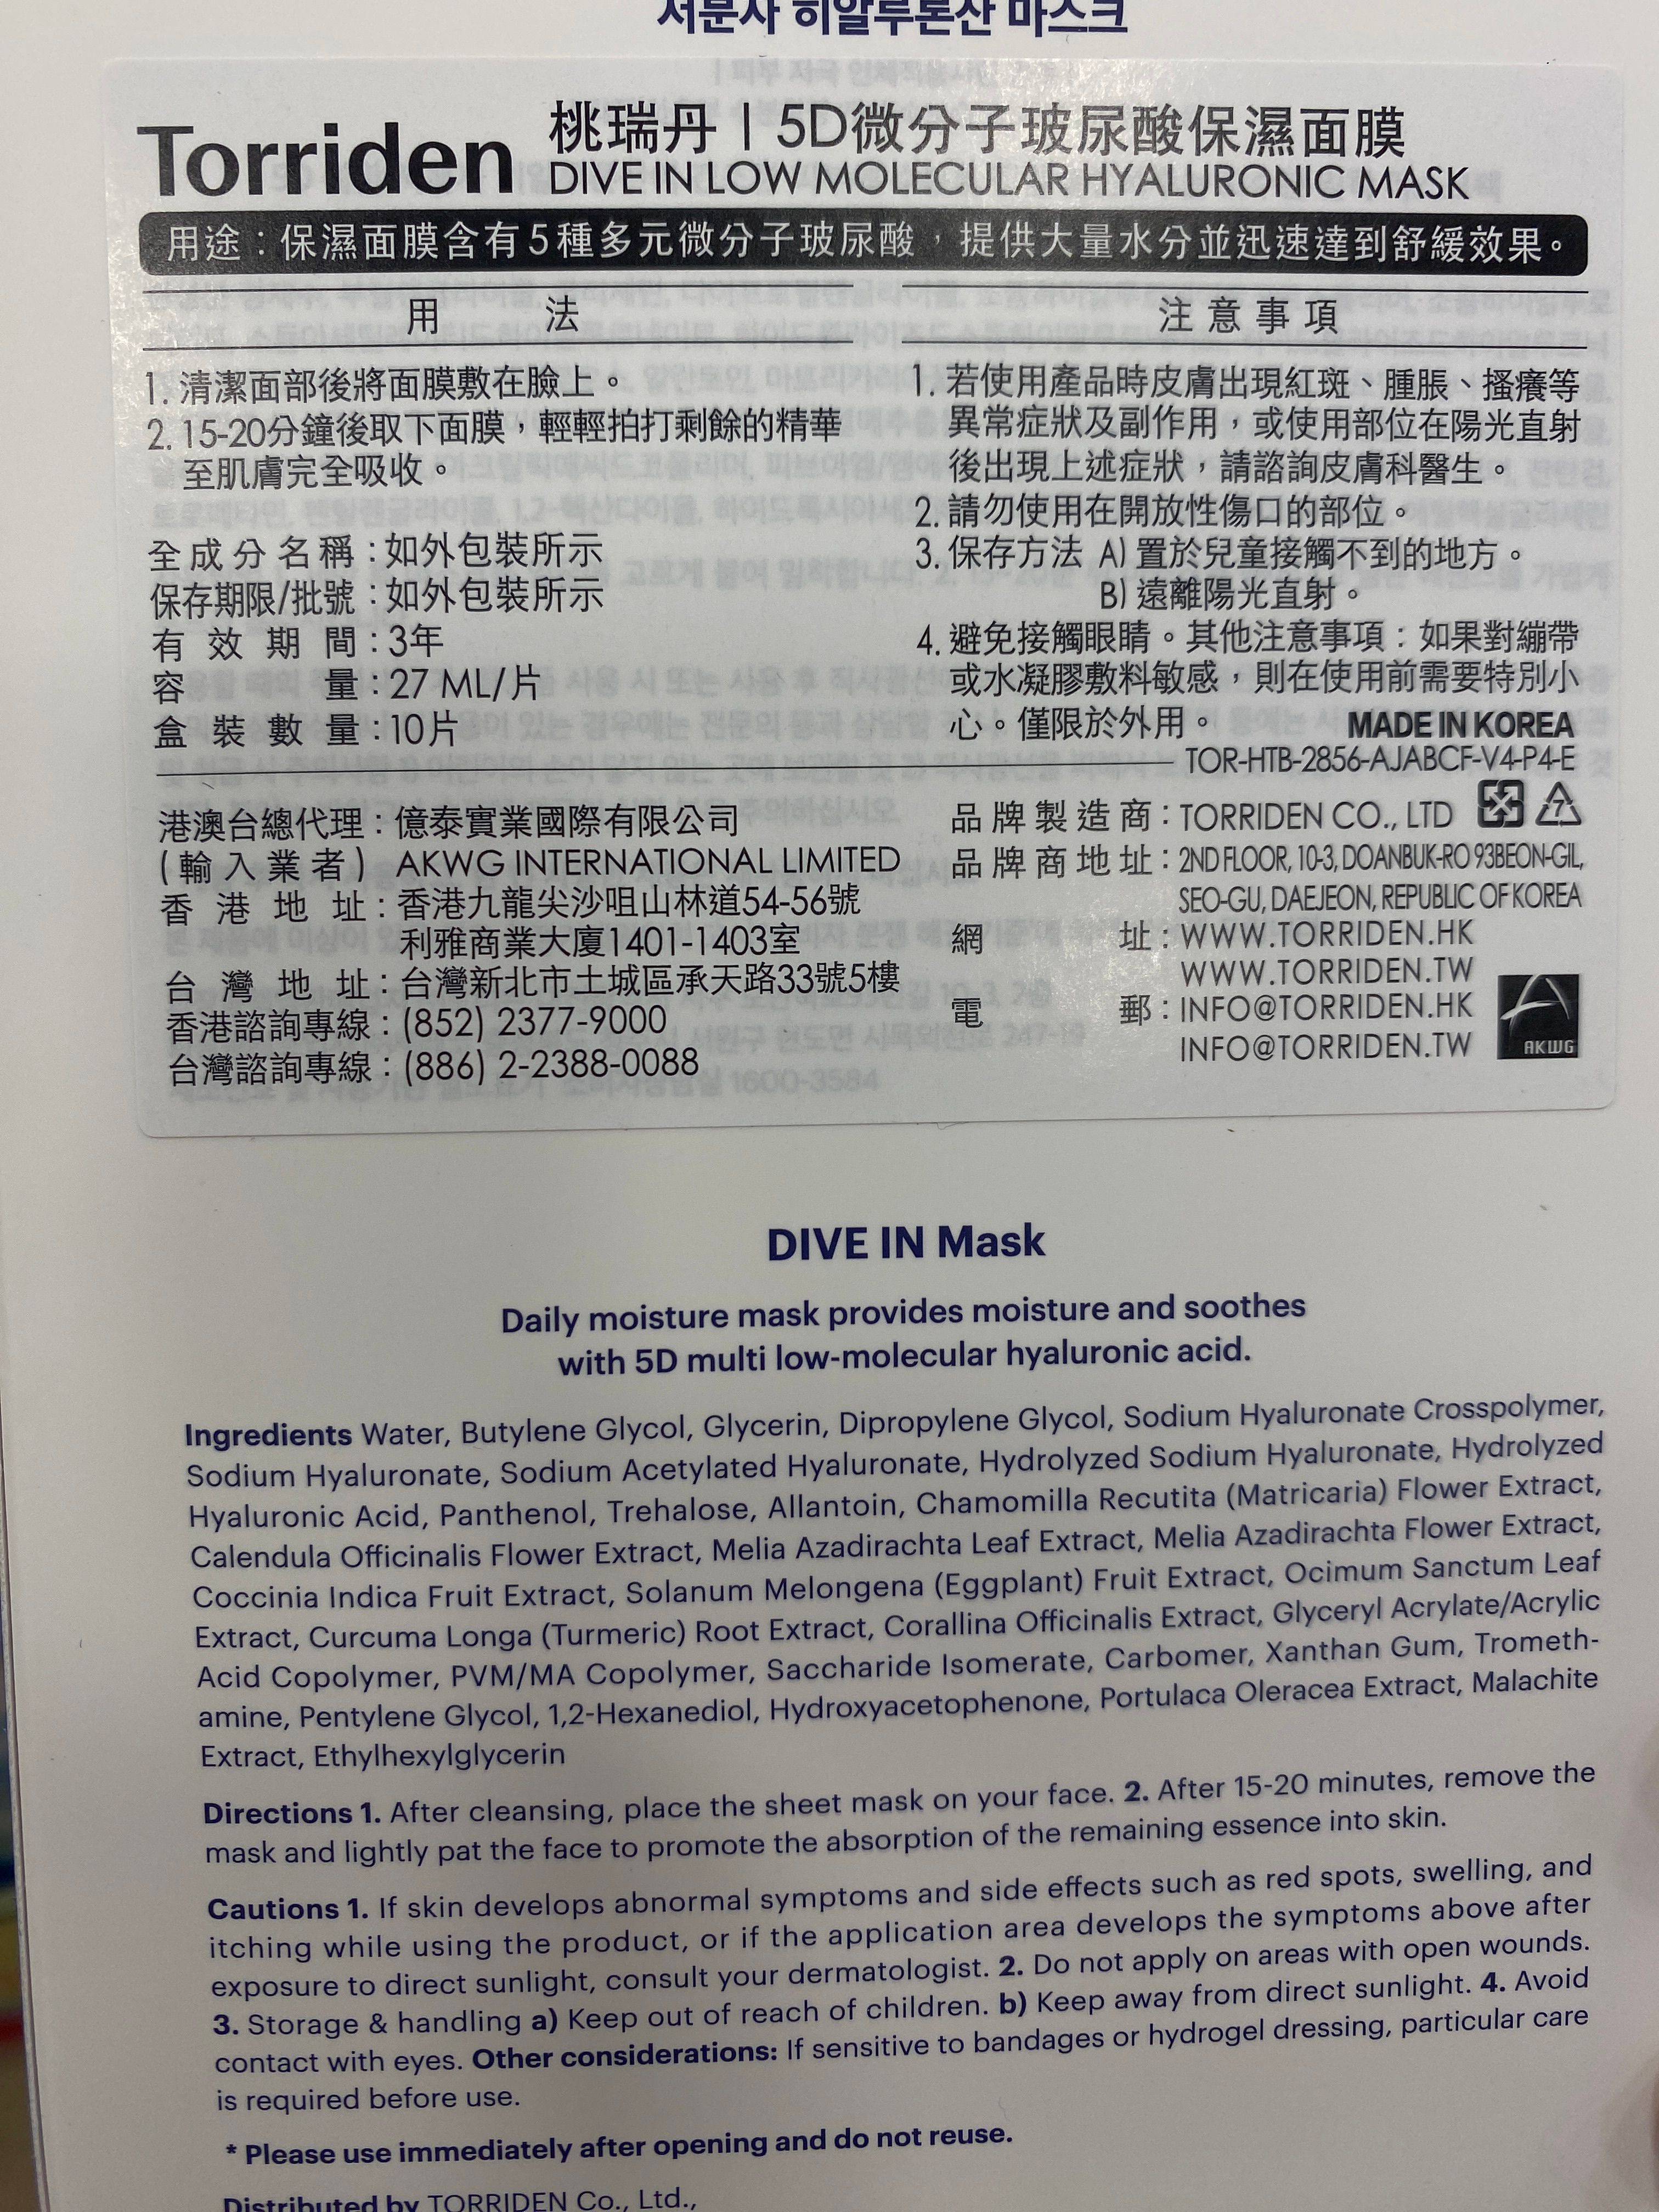 저분자 히알루론산 마스크
Torriden
桃瑞丹 | 5D微分子玻尿酸保濕面膜
DIVE IN LOW MOLECULAR HYALURONIC MASK
用途：保濕面膜含有5種多元微分子玻尿酸，提供大量水分並迅速達到舒緩效果。
用 法
1. 清潔面部後將面膜敷在臉上。
2. 15-20分鐘後取下面膜，輕輕拍打剩餘的精華
至肌膚完全吸收。
全成分名稱：如外包裝所示
保存期限/批號：如外包裝所示
有效期間：3年
容量：27 ML/片
盒裝數量：10片
注意事項
1. 若使用產品時皮膚出現紅斑、腫脹、搔癢等
異常症狀及副作用，或使用部位在陽光直射
後出現上述症狀，請諮詢皮膚科醫生。
2. 請勿使用在開放性傷口的部位。
3. 保存方法 A) 置於兒童接觸不到的地方。
B) 遠離陽光直射。
4. 避免接觸眼睛。其他注意事項：如果對繃帶
或水凝膠敷料敏感，則在使用前需要特別小
心。僅限於外用。 MADE IN KOREA
TOR-HTB-2856-AJABCF-V4-P4-E
港澳台總代理：億泰實業國際有限公司
(輸入業者) AKWG INTERNATIONAL LIMITED
香港地址：香港九龍尖沙咀山林道54-56號
利雅商業大廈1401-1403室
台灣地址：台灣新北市土城區承天路33號5樓
香港諮詢專線：(852) 2377-9000
台灣諮詢專線：(886) 2-2388-0088
品牌製造商：TORRIDEN CO., LTD
7
品牌商地址：2ND FLOOR, 10-3, DOANBUK-RO 93BEON-GIL,
SEO-GU, DAEJEON, REPUBLIC OF KOREA
網址：WWW.TORRIDEN.HK
WWW.TORRIDEN.TW
電郵：INFO@TORRIDEN.HK
INFO@TORRIDEN.TW
AKWG
DIVE IN Mask
Daily moisture mask provides moisture and soothes
with 5D multi low-molecular hyaluronic acid.
Ingredients Water, Butylene Glycol, Glycerin, Dipropylene Glycol, Sodium Hyaluronate Crosspolymer,
Sodium Hyaluronate, Sodium Acetylated Hyaluronate, Hydrolyzed Sodium Hyaluronate, Hydrolyzed
Hyaluronic Acid, Panthenol, Trehalose, Allantoin, Chamomilla Recutita (Matricaria) Flower Extract,
Calendula Officinalis Flower Extract, Melia Azadirachta Leaf Extract, Melia Azadirachta Flower Extract,
Coccinia Indica Fruit Extract, Solanum Melongena (Eggplant) Fruit Extract, Ocimum Sanctum Leaf
Extract, Curcuma Longa (Turmeric) Root Extract, Corallina Officinalis Extract, Glyceryl Acrylate/Acrylic
Acid Copolymer, PVM/MA Copolymer, Saccharide Isomerate, Carbomer, Xanthan Gum, Trometh-
amine, Pentylene Glycol, 1,2-Hexanediol, Hydroxyacetophenone, Portulaca Oleracea Extract, Malachite
Extract, Ethylhexylglycerin
Directions 1. After cleansing, place the sheet mask on your face. 2. After 15-20 minutes, remove the
mask and lightly pat the face to promote the absorption of the remaining essence into skin.
Cautions 1. If skin develops abnormal symptoms and side effects such as red spots, swelling, and
itching while using the product, or if the application area develops the symptoms above after
exposure to direct sunlight, consult your dermatologist. 2. Do not apply on areas with open wounds.
3. Storage & handling a) Keep out of reach of children. b) Keep away from direct sunlight. 4. Avoid
contact with eyes. Other considerations: If sensitive to bandages or hydrogel dressing, particular care
is required before use.
* Please use immediately after opening and do not reuse.
Distributed by TORRIDEN Co., Ltd.,